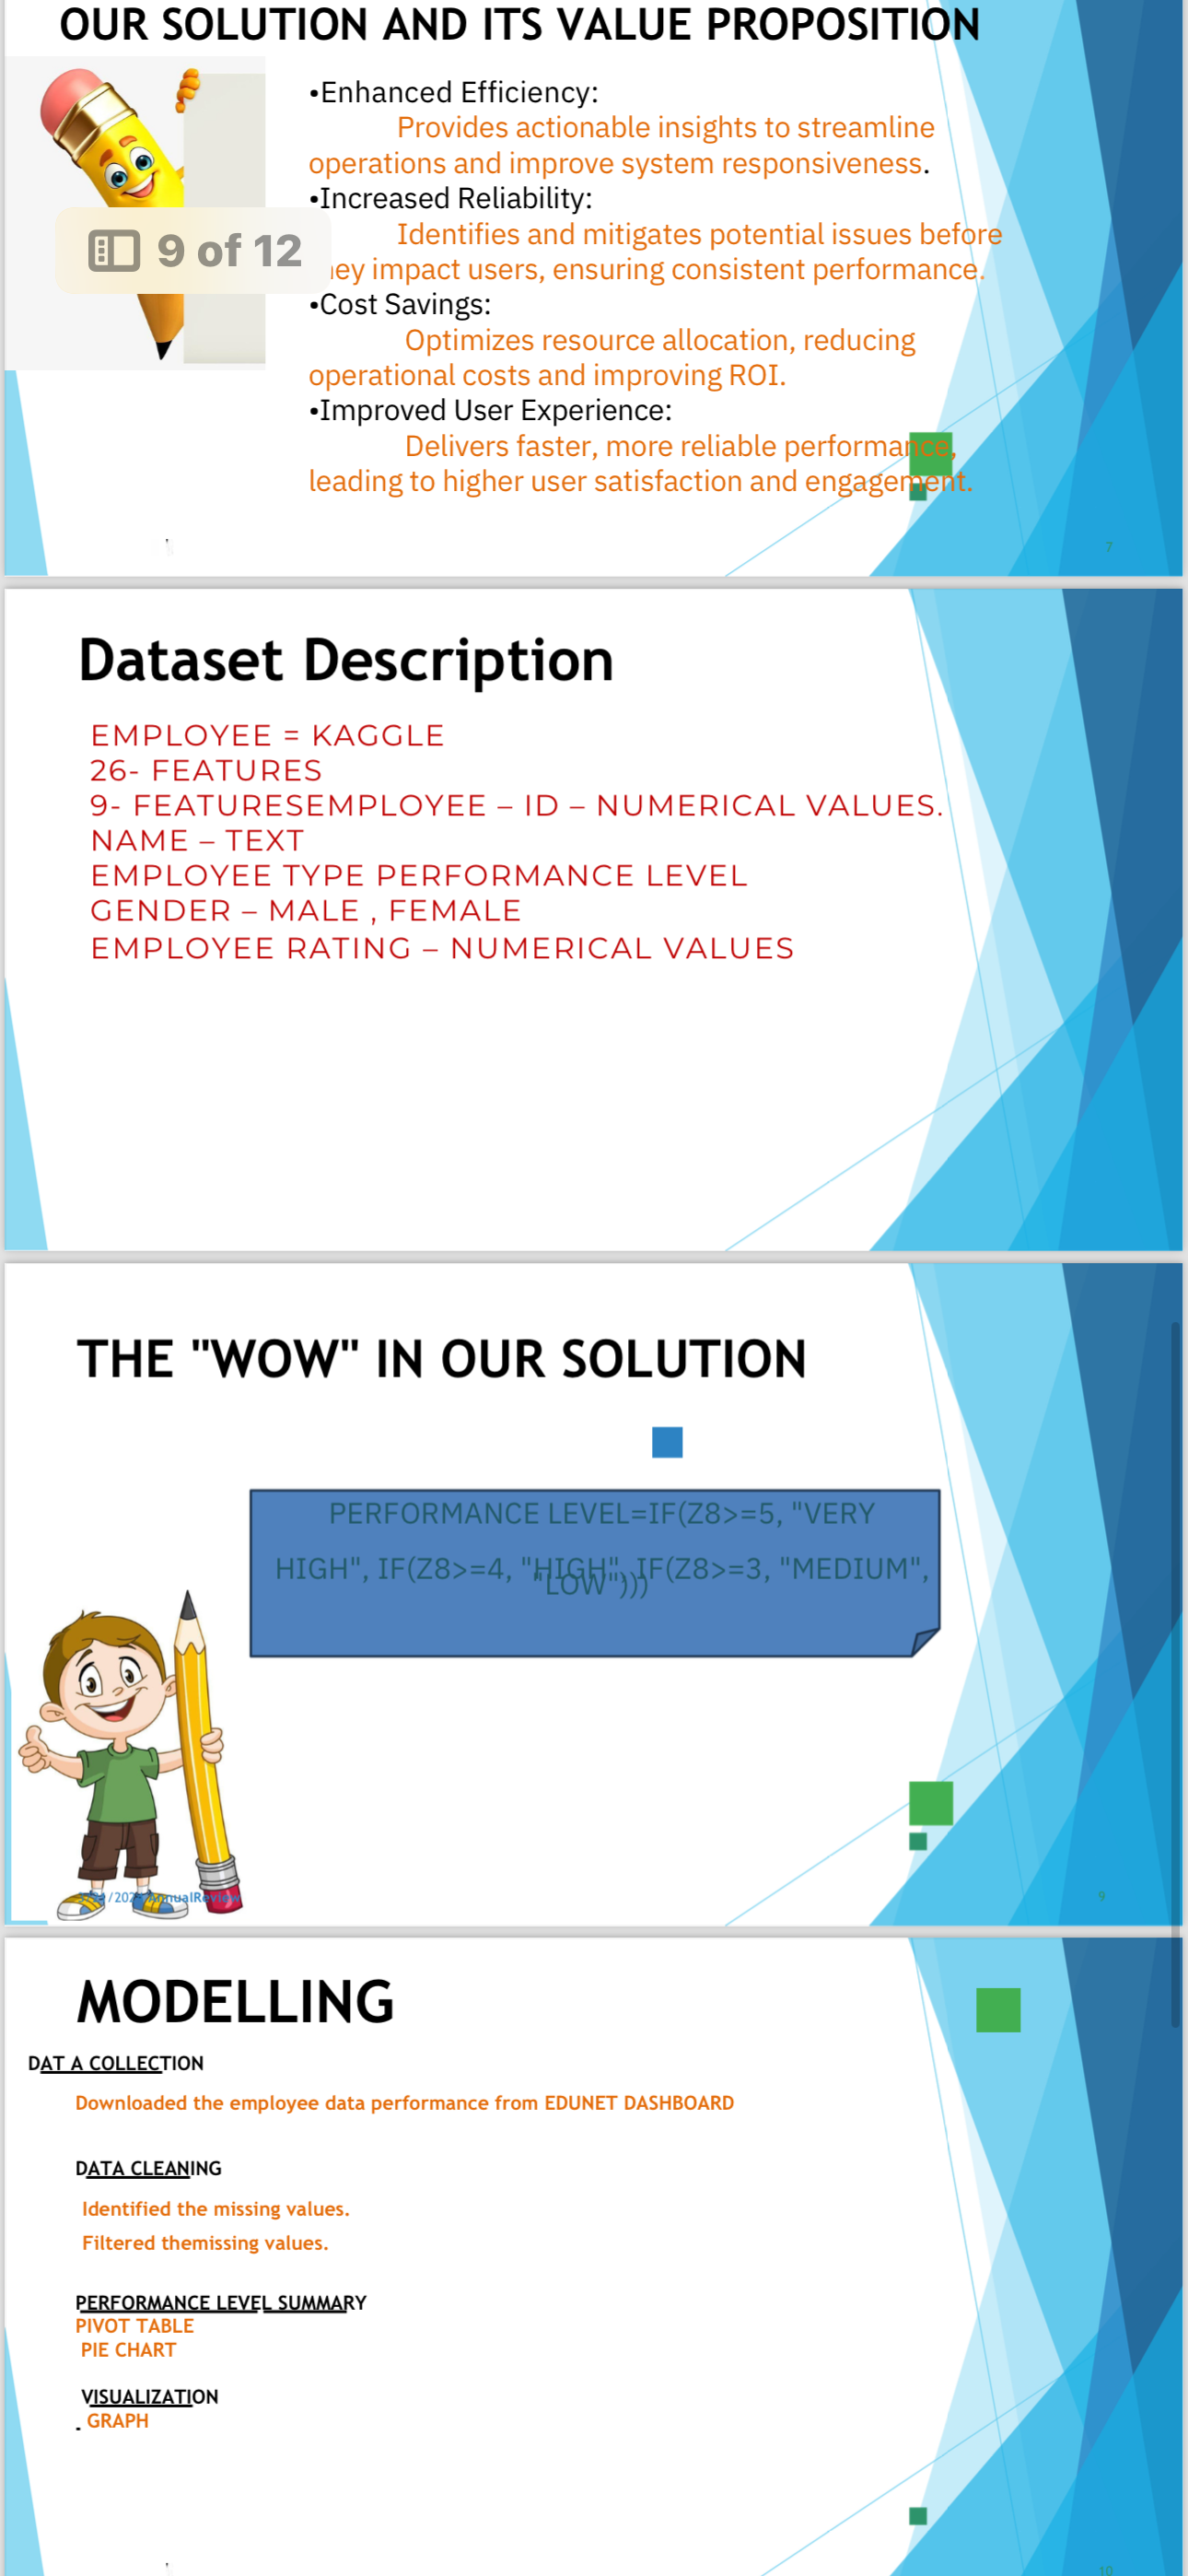 OUR SOLUTION AND ITS VALUE PROPOSITION
•Enhanced Efficiency:
Provides actionable insights to streamline
operations and improve system responsiveness.
•Increased Reliability:
Identifies and mitigates potential issues before
9 of 12
hey impact users, ensuring consistent performance.
•Cost Savings:
Optimizes resource allocation, reducing
operational costs and improving ROI.
•Improved User Experience:
Delivers faster, more reliable performance,
leading to higher user satisfaction and engagement.
7
Dataset Description
EMPLOYEE = KAGGLE
26- FEATURES
9- FEATURESEMPLOYEE – ID – NUMERICAL VALUES.
NAME – TEXT
EMPLOYEE TYPE PERFORMANCE LEVEL
GENDER – MALE , FEMALE
EMPLOYEE RATING – NUMERICAL VALUES
THE "WOW" IN OUR SOLUTION
PERFORMANCE LEVEL=IF(Z8>=5, "VERY
HIGH", IF(Z8>=4, "HIGH", IF(Z8>=3, "MEDIUM",
"LOW")))
AnnualReview
9
MODELLING
DAT A COLLECTION
Downloaded the employee data performance from EDUNET DASHBOARD
DATA CLEANING
Identified the missing values.
Filtered themissing values.
PERFORMANCE LEVEL SUMMARY
PIVOT TABLE
PIE CHART
VISUALIZATION
. GRAPH
10